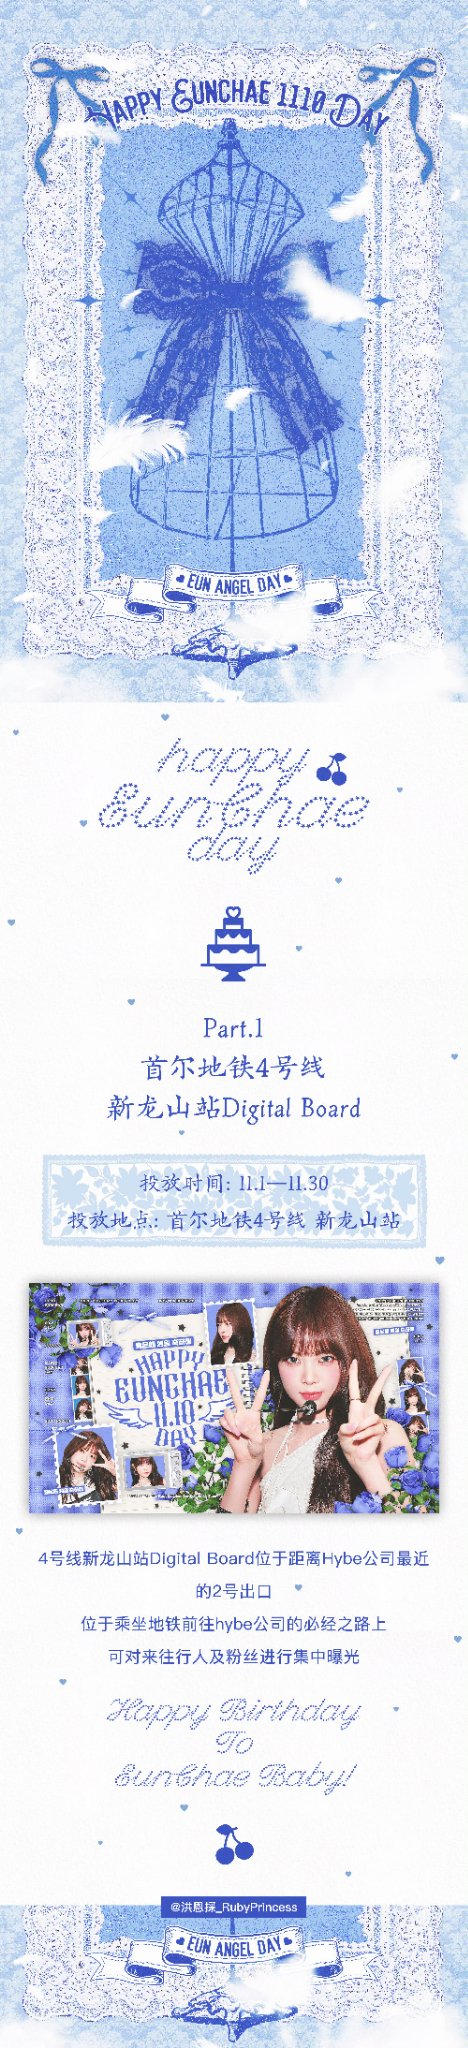 HAPPY EUNCHAE 1110 DAY
EUN ANGEL DAY
happy
EunChae
day
Part.1
首尔地铁4号线
新龙山站Digital Board
投放时间: 11.1—11.30
投放地点: 首尔地铁4号线 新龙山站
HAPPY
EUNCHAE
11.10
DAY
4号线新龙山站Digital Board位于距离Hybe公司最近
的2号出口
位于乘坐地铁前往hybe公司的必经之路上
可对来往行人及粉丝进行集中曝光
Happy Birthday
To
EunChae Baby!
@洪恩採_RubyPrincess
EUN ANGEL DAY